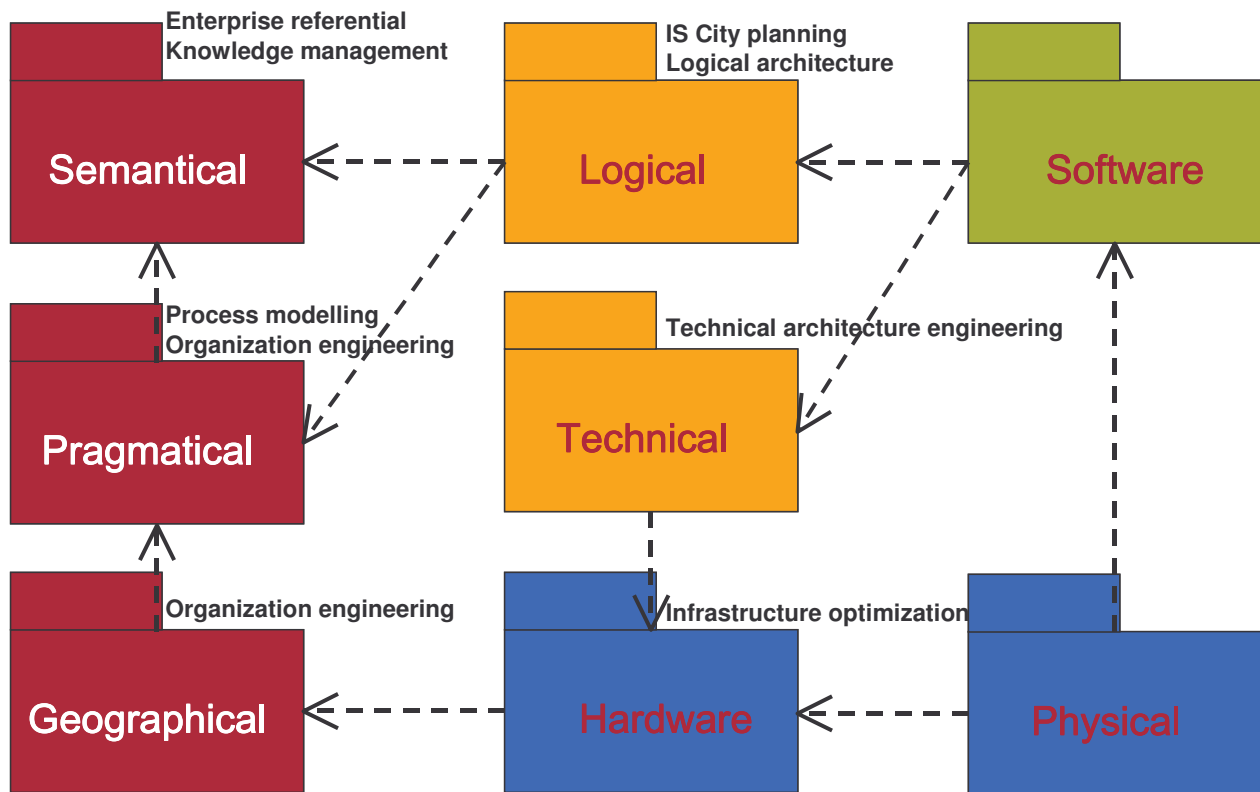 Enterprise referential
Knowledge management
IS City planning
Logical architecture
Semantical
Logical
Software
Process modelling
Organization engineering
Technical architecture engineering
Pragmatical
Technical
Organization engineering
Infrastructure optimization
Geographical
Hardware
Physical